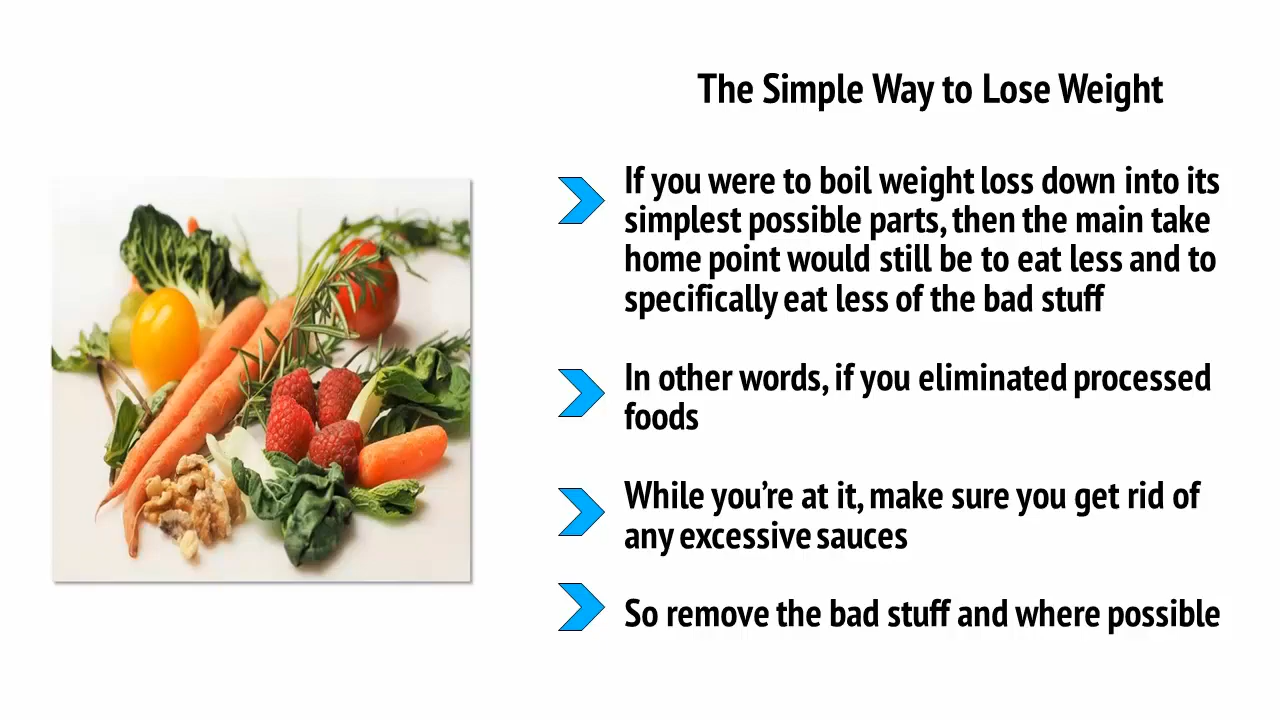 The Simple Way to Lose Weight
If you were to boil weight loss down into its
simplest possible parts, then the main take
home point would still be to eat less and to
specifically eat less of the bad stuff
In other words, if you eliminated processed
foods
While you’re at it, make sure you get rid of
any excessive sauces
So remove the bad stuff and where possible